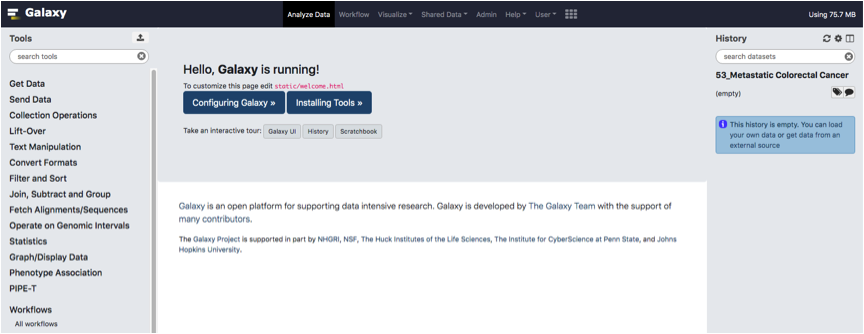 Galaxy
Analyze Data Workflow Visualize Shared Data Admin Help User
Using 75.7 MB
Tools
search tools
Get Data
Send Data
Collection Operations
Lift-Over
Text Manipulation
Convert Formats
Filter and Sort
Join, Subtract and Group
Fetch Alignments/Sequences
Operate on Genomic Intervals
Statistics
Graph/Display Data
Phenotype Association
PIPE-T
Workflows
All workflows
Hello, Galaxy is running!
To customize this page edit static/welcome.html
Configuring Galaxy » Installing Tools »
Take an interactive tour: Galaxy UI History Scratchbook
Galaxy is an open platform for supporting data intensive research. Galaxy is developed by The Galaxy Team with the support of
many contributors.
The Galaxy Project is supported in part by NHGRI, NSF, The Huck Institutes of the Life Sciences, The Institute for CyberScience at Penn State, and Johns
Hopkins University.
History
search datasets
53_Metastatic Colorectal Cancer
(empty)
This history is empty. You can load
your own data or get data from an
external source